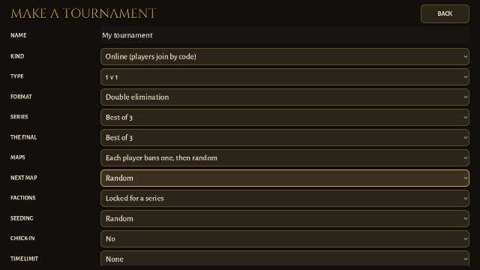 MAKE A TOURNAMENT
BACK
NAME My tournament
KIND Online (players join by code)
TYPE 1 v 1
FORMAT Double elimination
SERIES Best of 3
THE FINAL Best of 3
MAPS Each player bans one, then random
NEXT MAP Random
FACTIONS Locked for a series
SEEDING Random
CHECK-IN No
TIME LIMIT None